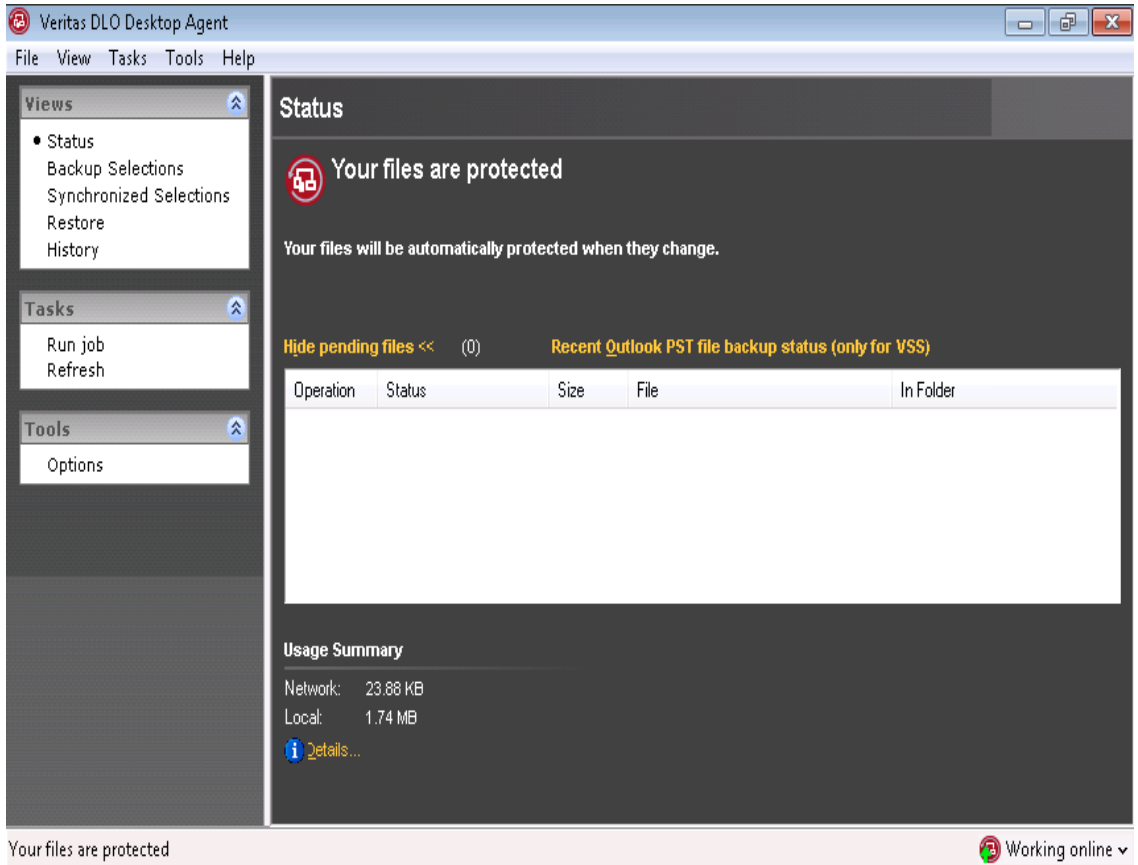 Veritas DLO Desktop Agent
File View Tasks Tools Help
Views
Status
Backup Selections
Synchronized Selections
Restore
History
Tasks
Run job
Refresh
Tools
Options
Status
Your files are protected
Your files will be automatically protected when they change.
Hide pending files << (0) Recent Outlook PST file backup status (only for VSS)
Operation Status Size File In Folder
Usage Summary
Network: 23.88 KB
Local: 1.74 MB
Details...
Your files are protected Working online